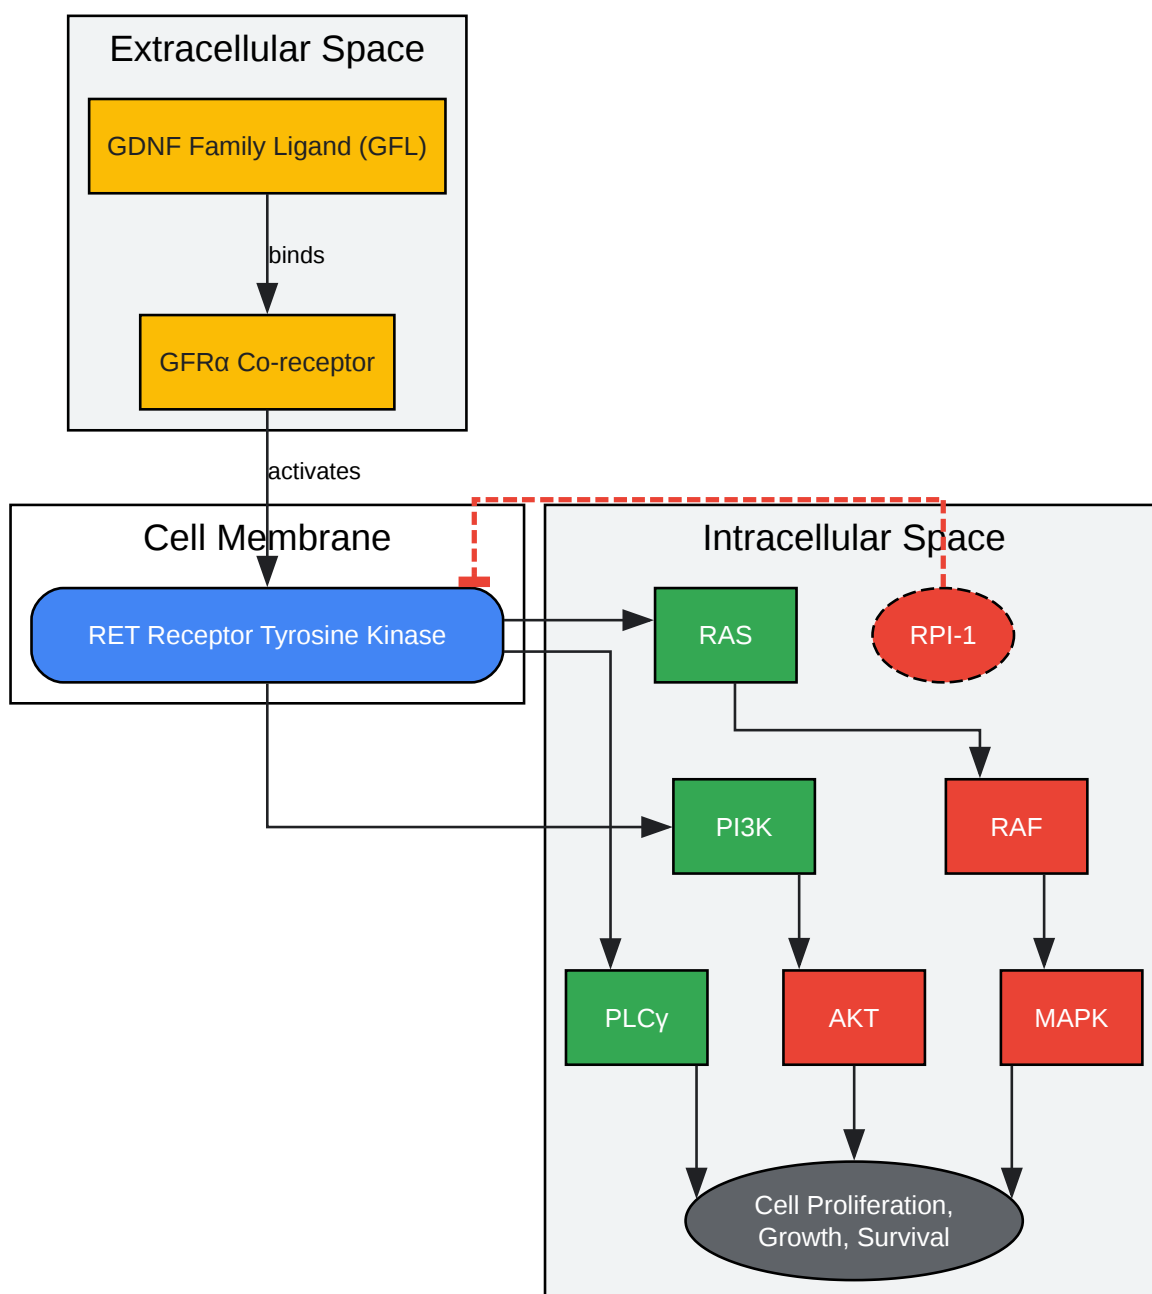 Extracellular Space
GDNF Family Ligand (GFL)
binds
GFRα Co-receptor
activates
Cell Membrane
Intracellular Space
RET Receptor Tyrosine Kinase
RAS
RPI-1
PI3K
RAF
PLCγ
AKT
MAPK
Cell Proliferation,
Growth, Survival